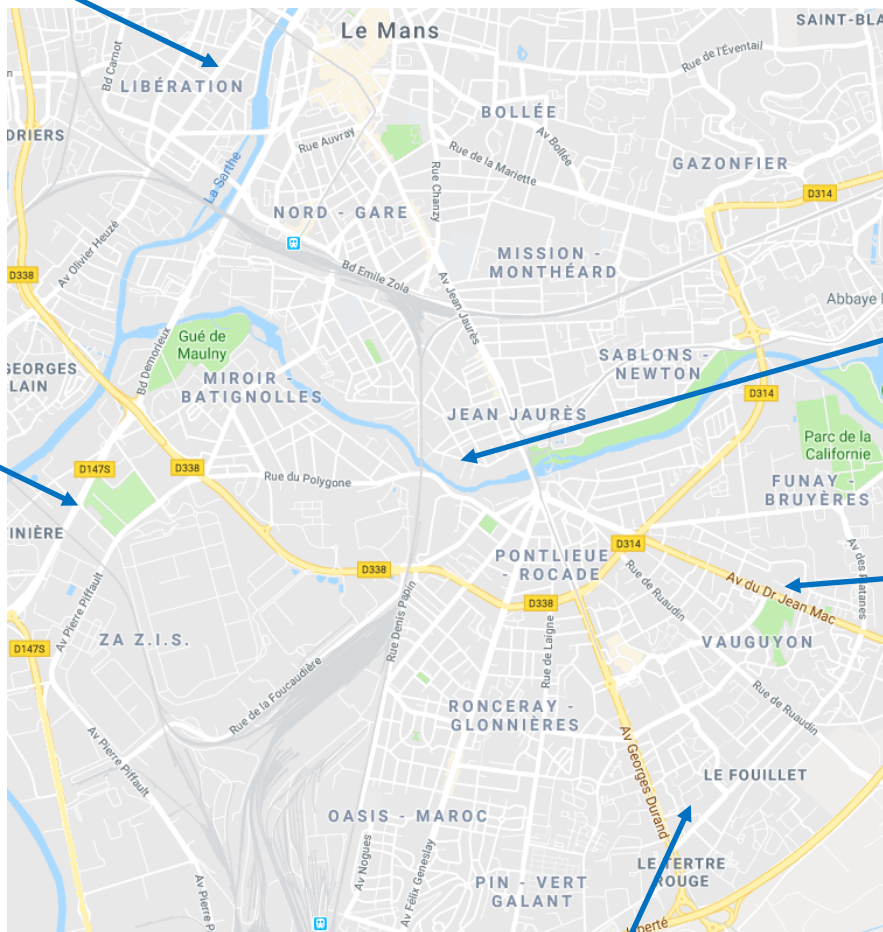 Le Mans
SAINT-BLA
Rue de l'Éventail
Bd Carnot
LIBÉRATION
BOLLÉE
DRIERS
Rue Auvray
Av Bollée
Rue de la Mariette
GAZONFIER
La Sarthe
Rue Chanzy
D314
NORD - GARE
MISSION -
MONTHÉARD
Av Olivier Heuzé
D338
Bd Emile Zola
Av Jean Jaurès
Abbaye
Gué de
Maulny
Bd Demorieux
GEORGES
LAIN
SABLONS -
NEWTON
MIROIR -
BATIGNOLLES
D314
JEAN JAURÈS
Parc de la
Californie
D147S
D338
Rue du Polygone
FUNAY -
BRUYÈRES
INIÈRE
D314
PONTLIEUE
- ROCADE
D338
Av des Platanes
Rue de Ruaudin
Av du Dr Jean Mac
D338
Av Pierre Piffault
Rue Denis Papin
ZA Z.I.S.
D147S
Rue de Laigne
VAUGUYON
Rue de la Foucaudière
Rue de Ruaudin
RONCERAY -
GLONNIÈRES
Av Pierre Piffault
Av Georges Durand
LE FOUILLET
OASIS - MAROC
Av Nogues
Av Félix Geneslay
LE TERTRE
ROUGE
PIN - VERT
GALANT
Av Pierre P
iberté